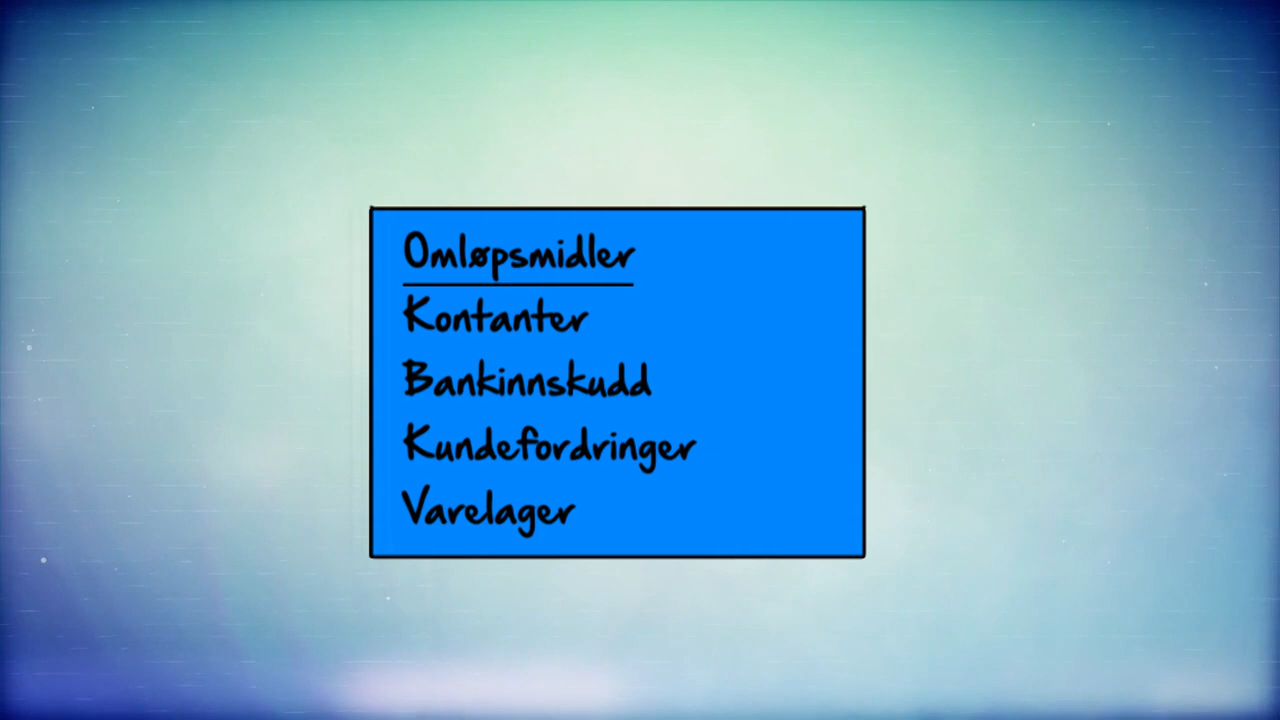 Omløpsmidler
Kontanter
Bankinnskudd
Kundefordringer
Varelager